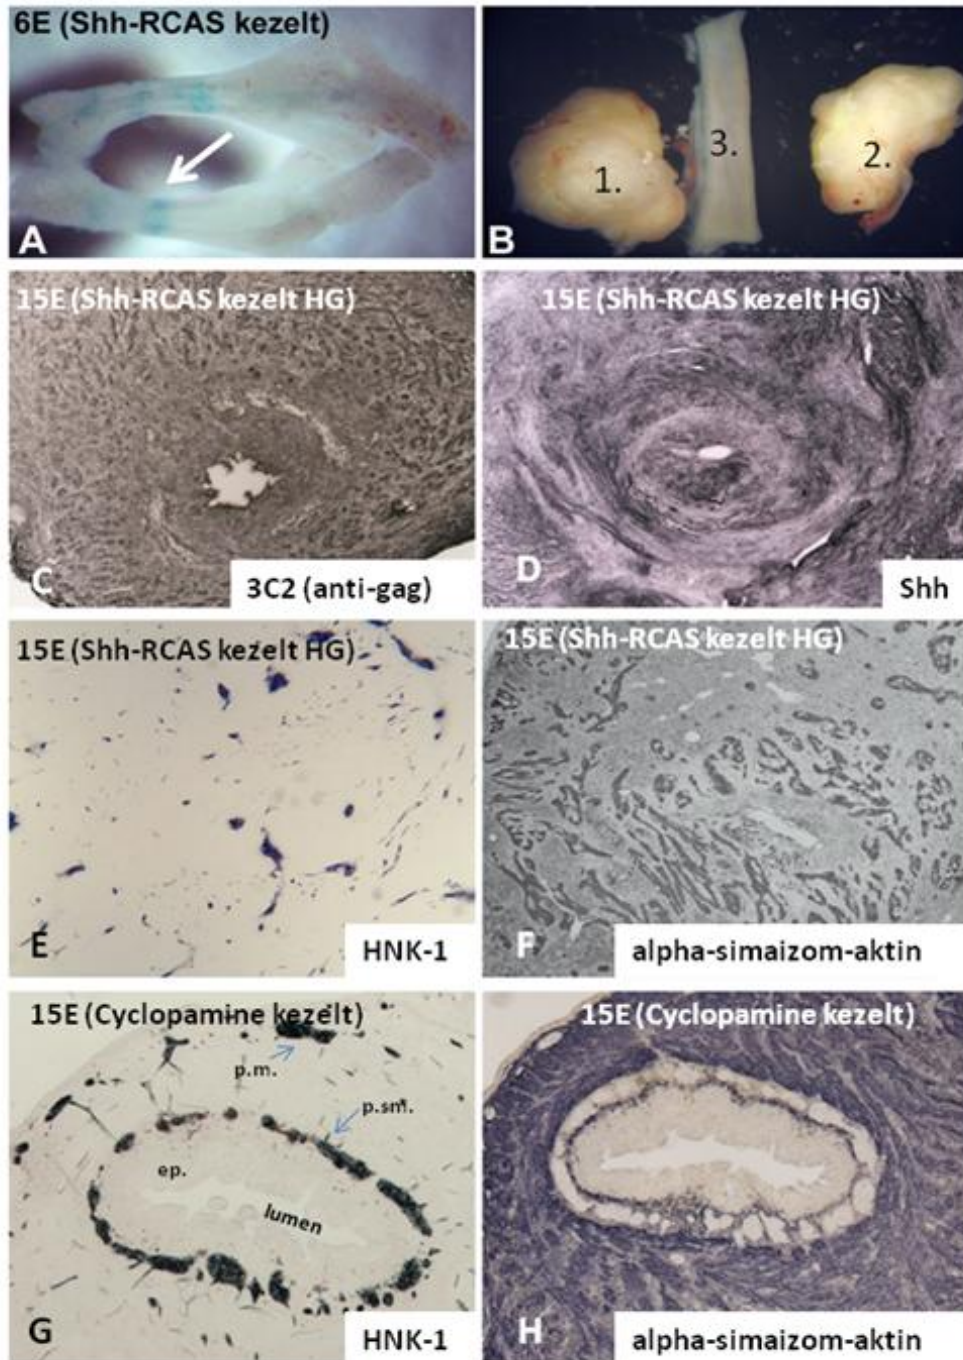 6E (Shh-RCAS kezelt)
A
1.
3.
2.
B
15E (Shh-RCAS kezelt HG)
C
3C2 (anti-gag)
15E (Shh-RCAS kezelt HG)
D
Shh
15E (Shh-RCAS kezelt HG)
E
HNK-1
15E (Shh-RCAS kezelt HG)
F
alpha-simaizom-aktin
15E (Cyclopamine kezelt)
p.m.
p.sm.
ep.
lumen
G
HNK-1
15E (Cyclopamine kezelt)
H
alpha-simaizom-aktin